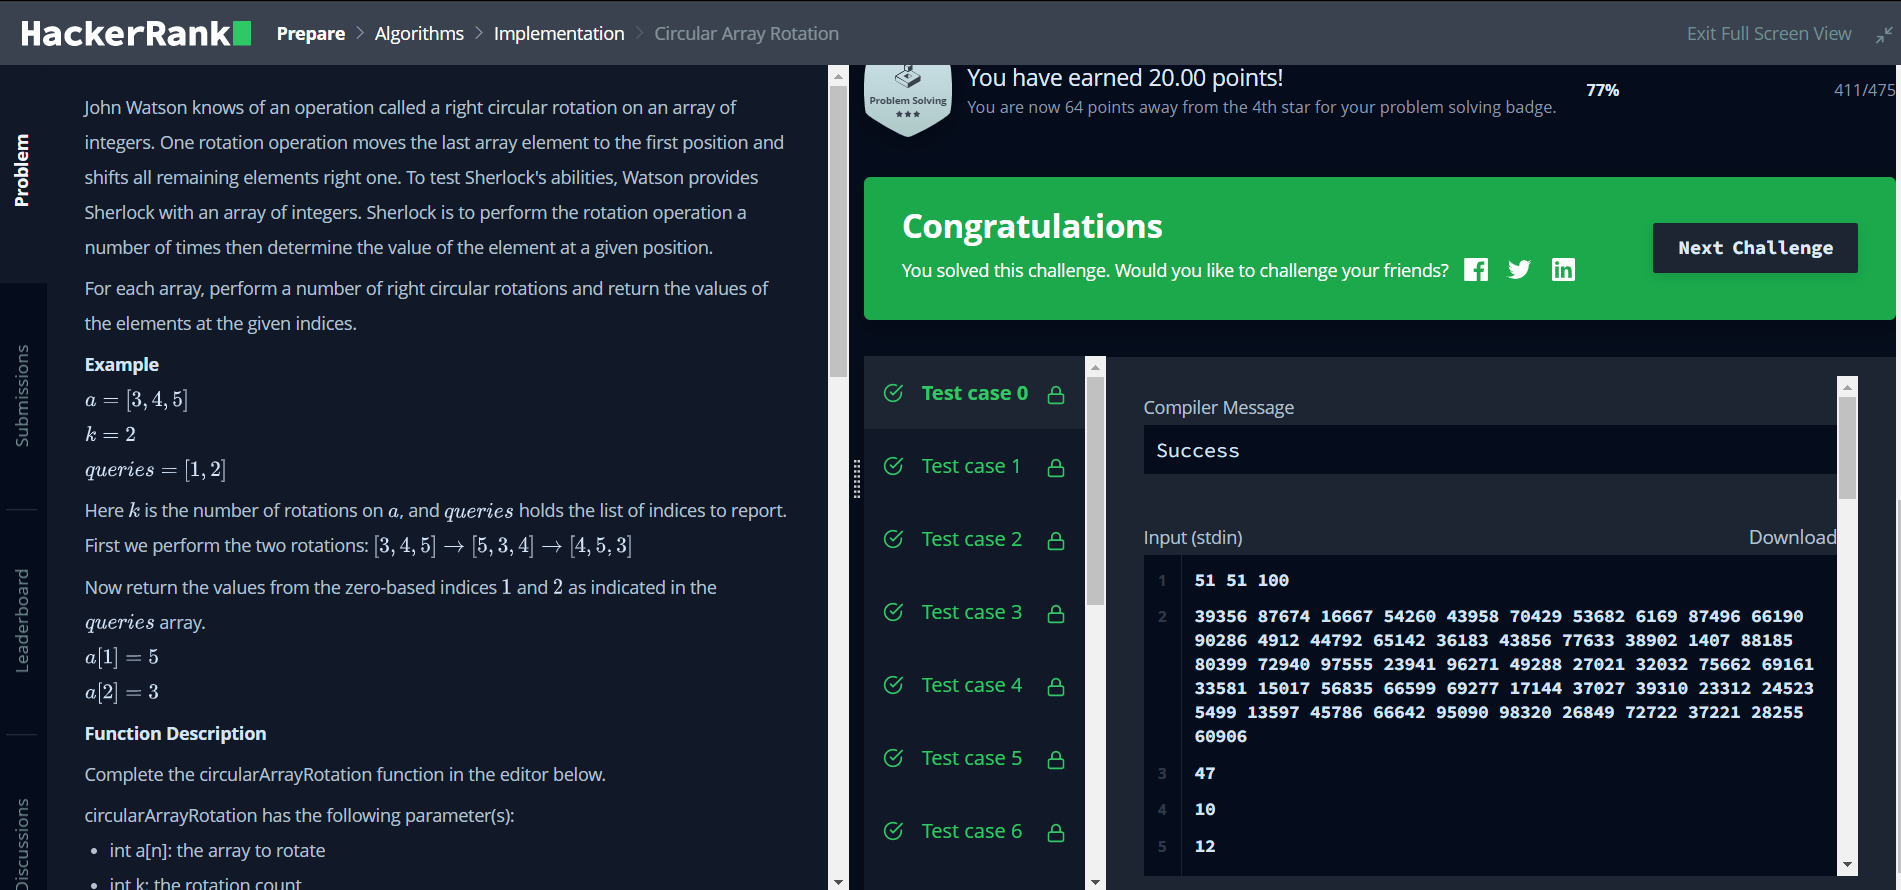 HackerRank
Prepare > Algorithms > Implementation > Circular Array Rotation
Exit Full Screen View
Problem
Submissions
Leaderboard
Discussions
John Watson knows of an operation called a right circular rotation on an array of
integers. One rotation operation moves the last array element to the first position and
shifts all remaining elements right one. To test Sherlock's abilities, Watson provides
Sherlock with an array of integers. Sherlock is to perform the rotation operation a
number of times then determine the value of the element at a given position.
For each array, perform a number of right circular rotations and return the values of
the elements at the given indices.
Example
a = [3, 4, 5]
k = 2
queries = [1, 2]
Here k is the number of rotations on a, and queries holds the list of indices to report.
First we perform the two rotations: [3, 4, 5] → [5, 3, 4] → [4, 5, 3]
Now return the values from the zero-based indices 1 and 2 as indicated in the
queries array.
a[1] = 5
a[2] = 3
Function Description
Complete the circularArrayRotation function in the editor below.
circularArrayRotation has the following parameter(s):
• int a[n]: the array to rotate
• int k: the rotation count
Problem Solving
You have earned 20.00 points!
You are now 64 points away from the 4th star for your problem solving badge.
77%
411/475
Congratulations
You solved this challenge. Would you like to challenge your friends?
Next Challenge
Test case 0
Test case 1
Test case 2
Test case 3
Test case 4
Test case 5
Test case 6
Compiler Message
Success
Input (stdin)
Download
1 51 51 100
2 39356 87674 16667 54260 43958 70429 53682 6169 87496 66190
90286 4912 44792 65142 36183 43856 77633 38902 1407 88185
80399 72940 97555 23941 96271 49288 27021 32032 75662 69161
33581 15017 56835 66599 69277 17144 37027 39310 23312 24523
5499 13597 45786 66642 95090 98320 26849 72722 37221 28255
60906
3 47
4 10
5 12